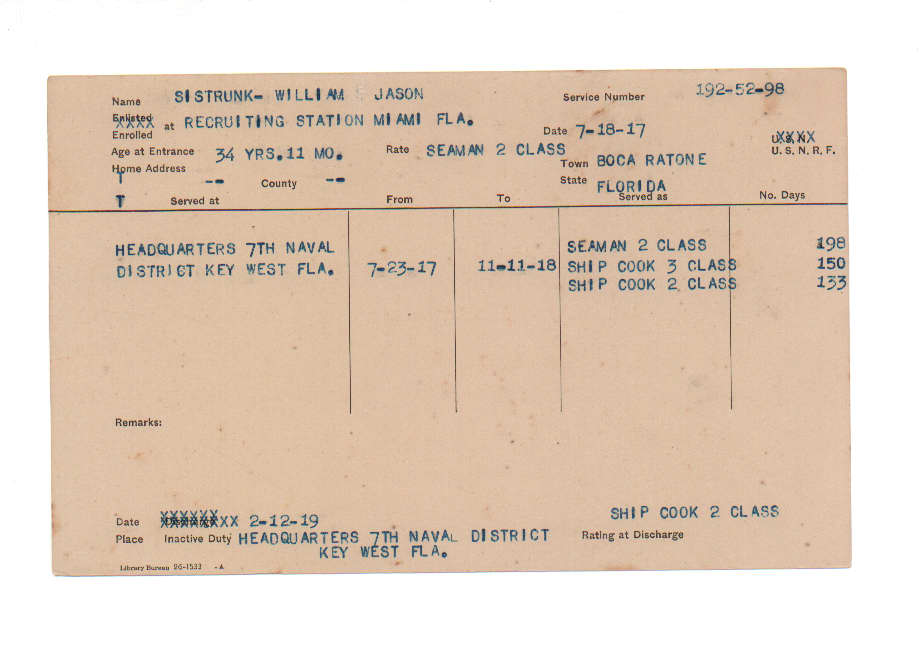 Name SISTRUNK- WILLIAM JASON Service Number 192-52-98
Enlisted XXXX
Enrolled at RECRUITING STATION MIAMI FLA. Date 7-18-17 U.S.N. XXXX
Age at Entrance 34 YRS.11 MO. Rate SEAMAN 2 CLASS U. S. N. R. F.
Home Address Town BOCA RATONE
T -- County -- State FLORIDA
T Served at From To Served as No. Days
HEADQUARTERS 7TH NAVAL SEAMAN 2 CLASS 198
DISTRICT KEY WEST FLA. 7-23-17 11-11-18 SHIP COOK 3 CLASS 150
SHIP COOK 2 CLASS 133
Remarks:
SHIP COOK 2 CLASS
Date XXXXXXXX 2-12-19
Place Inactive Duty HEADQUARTERS 7TH NAVAL DISTRICT Rating at Discharge
KEY WEST FLA.
Library Bureau 26-1533 -A